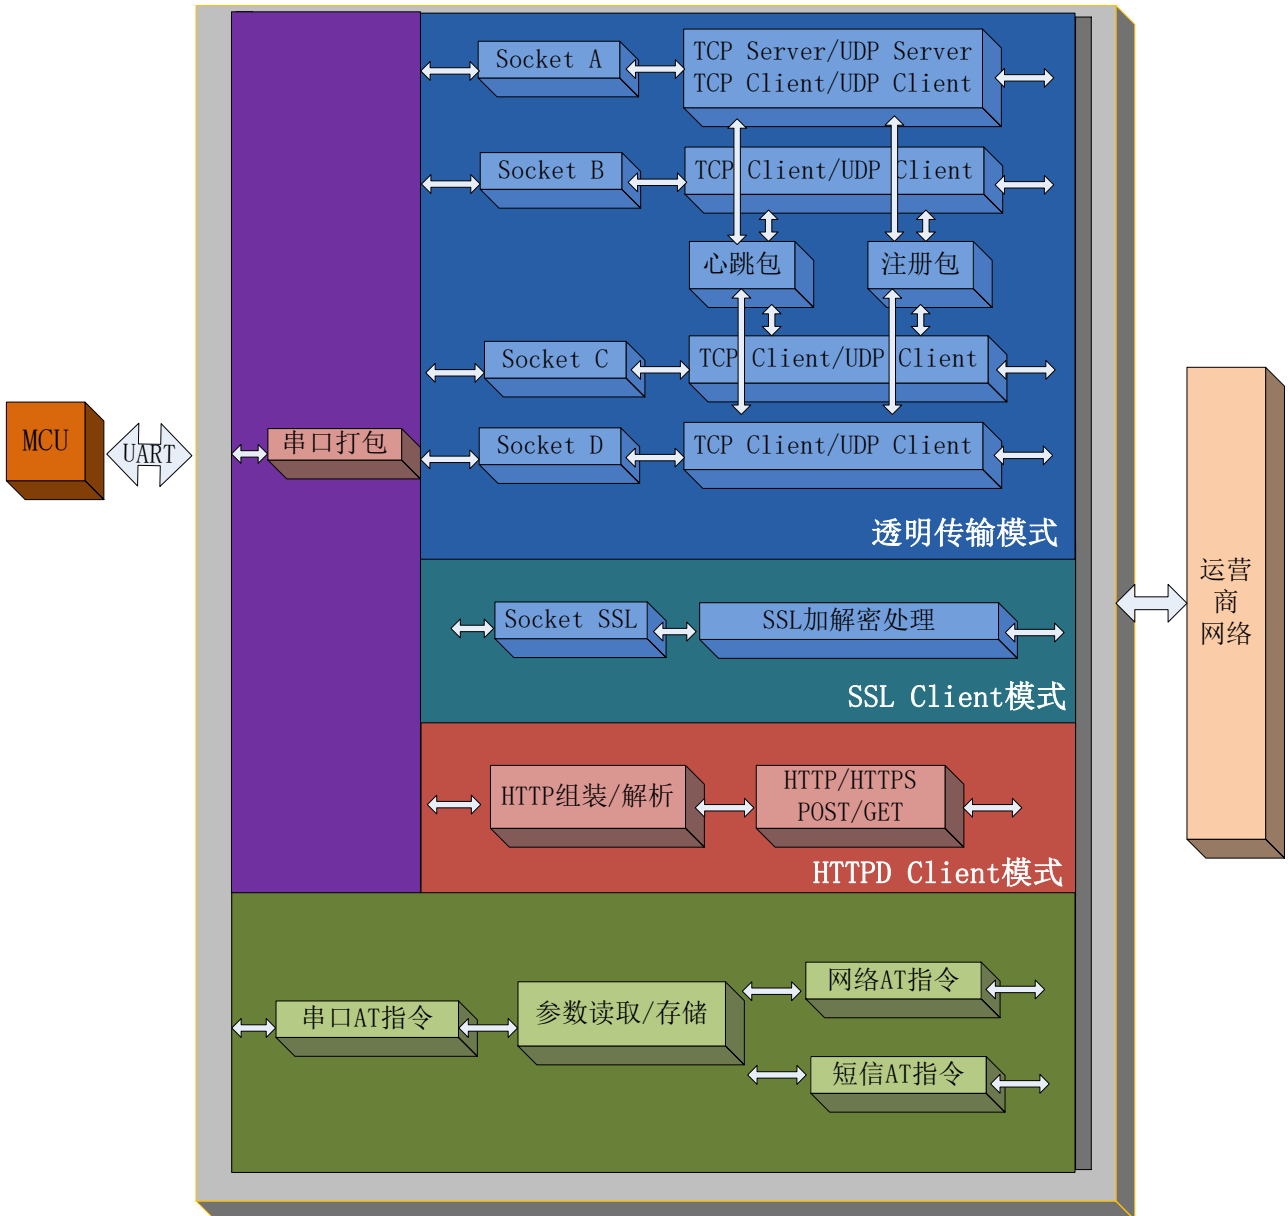 TCP Server/UDP Server
Socket A
TCP Client/UDP Client
Socket B
TCP Client/UDP Client
心跳包
注册包
Socket C
TCP Client/UDP Client
MCU
UART
串口打包
Socket D
TCP Client/UDP Client
透明传输模式
运营
商
网络
Socket SSL
SSL加解密处理
SSL Client模式
HTTP组装/解析
HTTP/HTTPS
POST/GET
HTTPD Client模式
网络AT指令
串口AT指令
参数读取/存储
短信AT指令